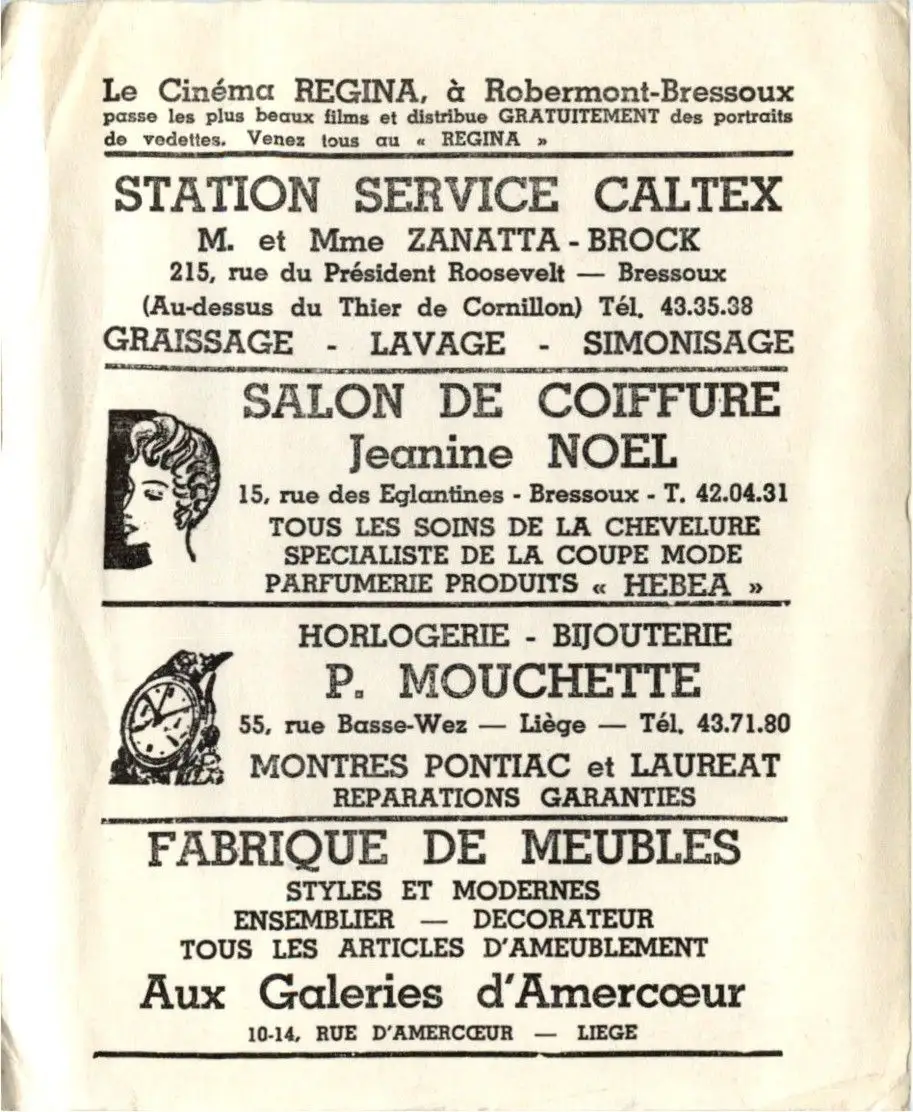 Le Cinéma REGINA, à Robermont-Bressoux
passe les plus beaux films et distribue GRATUITEMENT des portraits
de vedettes. Venez tous au « REGINA »
STATION SERVICE CALTEX
M. et Mme ZANATTA - BROCK
215, rue du Président Roosevelt — Bressoux
(Au-dessus du Thier de Cornillon) Tél. 43.35.38
GRAISSAGE - LAVAGE - SIMONISAGE
SALON DE COIFFURE
Jeanine NOEL
15, rue des Eglantines - Bressoux - T. 42.04.31
TOUS LES SOINS DE LA CHEVELURE
SPECIALISTE DE LA COUPE MODE
PARFUMERIE PRODUITS « HEBEA »
HORLOGERIE - BIJOUTERIE
P. MOUCHETTE
55, rue Basse-Wez — Liège — Tél. 43.71.80
MONTRES PONTIAC et LAUREAT
REPARATIONS GARANTIES
FABRIQUE DE MEUBLES
STYLES ET MODERNES
ENSEMBLIER — DECORATEUR
TOUS LES ARTICLES D'AMEUBLEMENT
Aux Galeries d'Amercœur
10-14, RUE D'AMERCŒUR — LIEGE